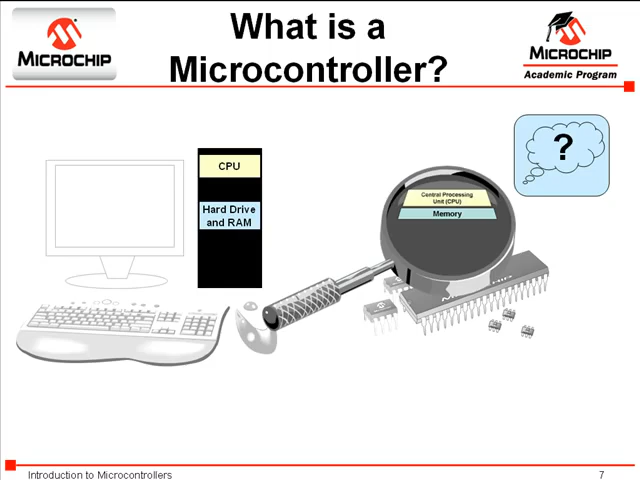 MICROCHIP
What is a
Microcontroller?
MICROCHIP
Academic Program
?
CPU
Hard Drive
and RAM
Central Processing
Unit (CPU)
Memory
Introduction to Microcontrollers
7